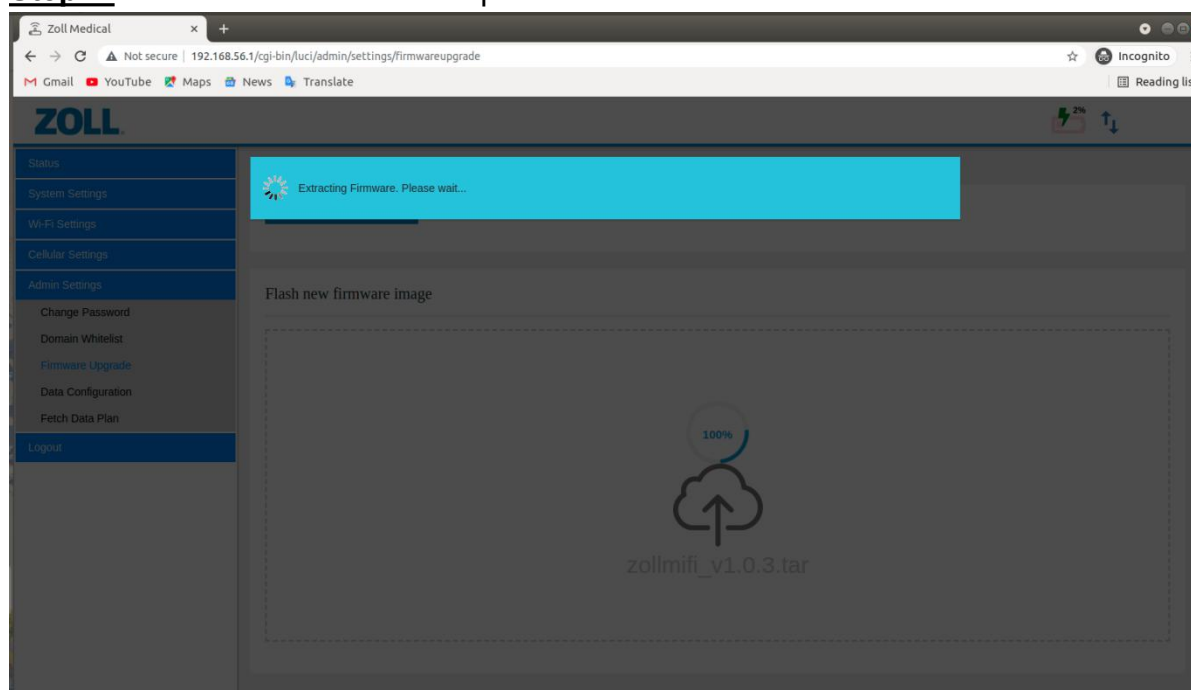 Zoll Medical
Not secure | 192.168.56.1/cgi-bin/luci/admin/settings/firmwareupgrade
Incognito
Gmail YouTube Maps News Translate
Reading lis
ZOLL
2%
Status
Extracting Firmware. Please wait...
System Settings
Wi-Fi Settings
Cellular Settings
Admin Settings
Flash new firmware image
Change Password
Domain Whitelist
Firmware Upgrade
Data Configuration
Fetch Data Plan
100%
Logout
zollmifi_v1.0.3.tar